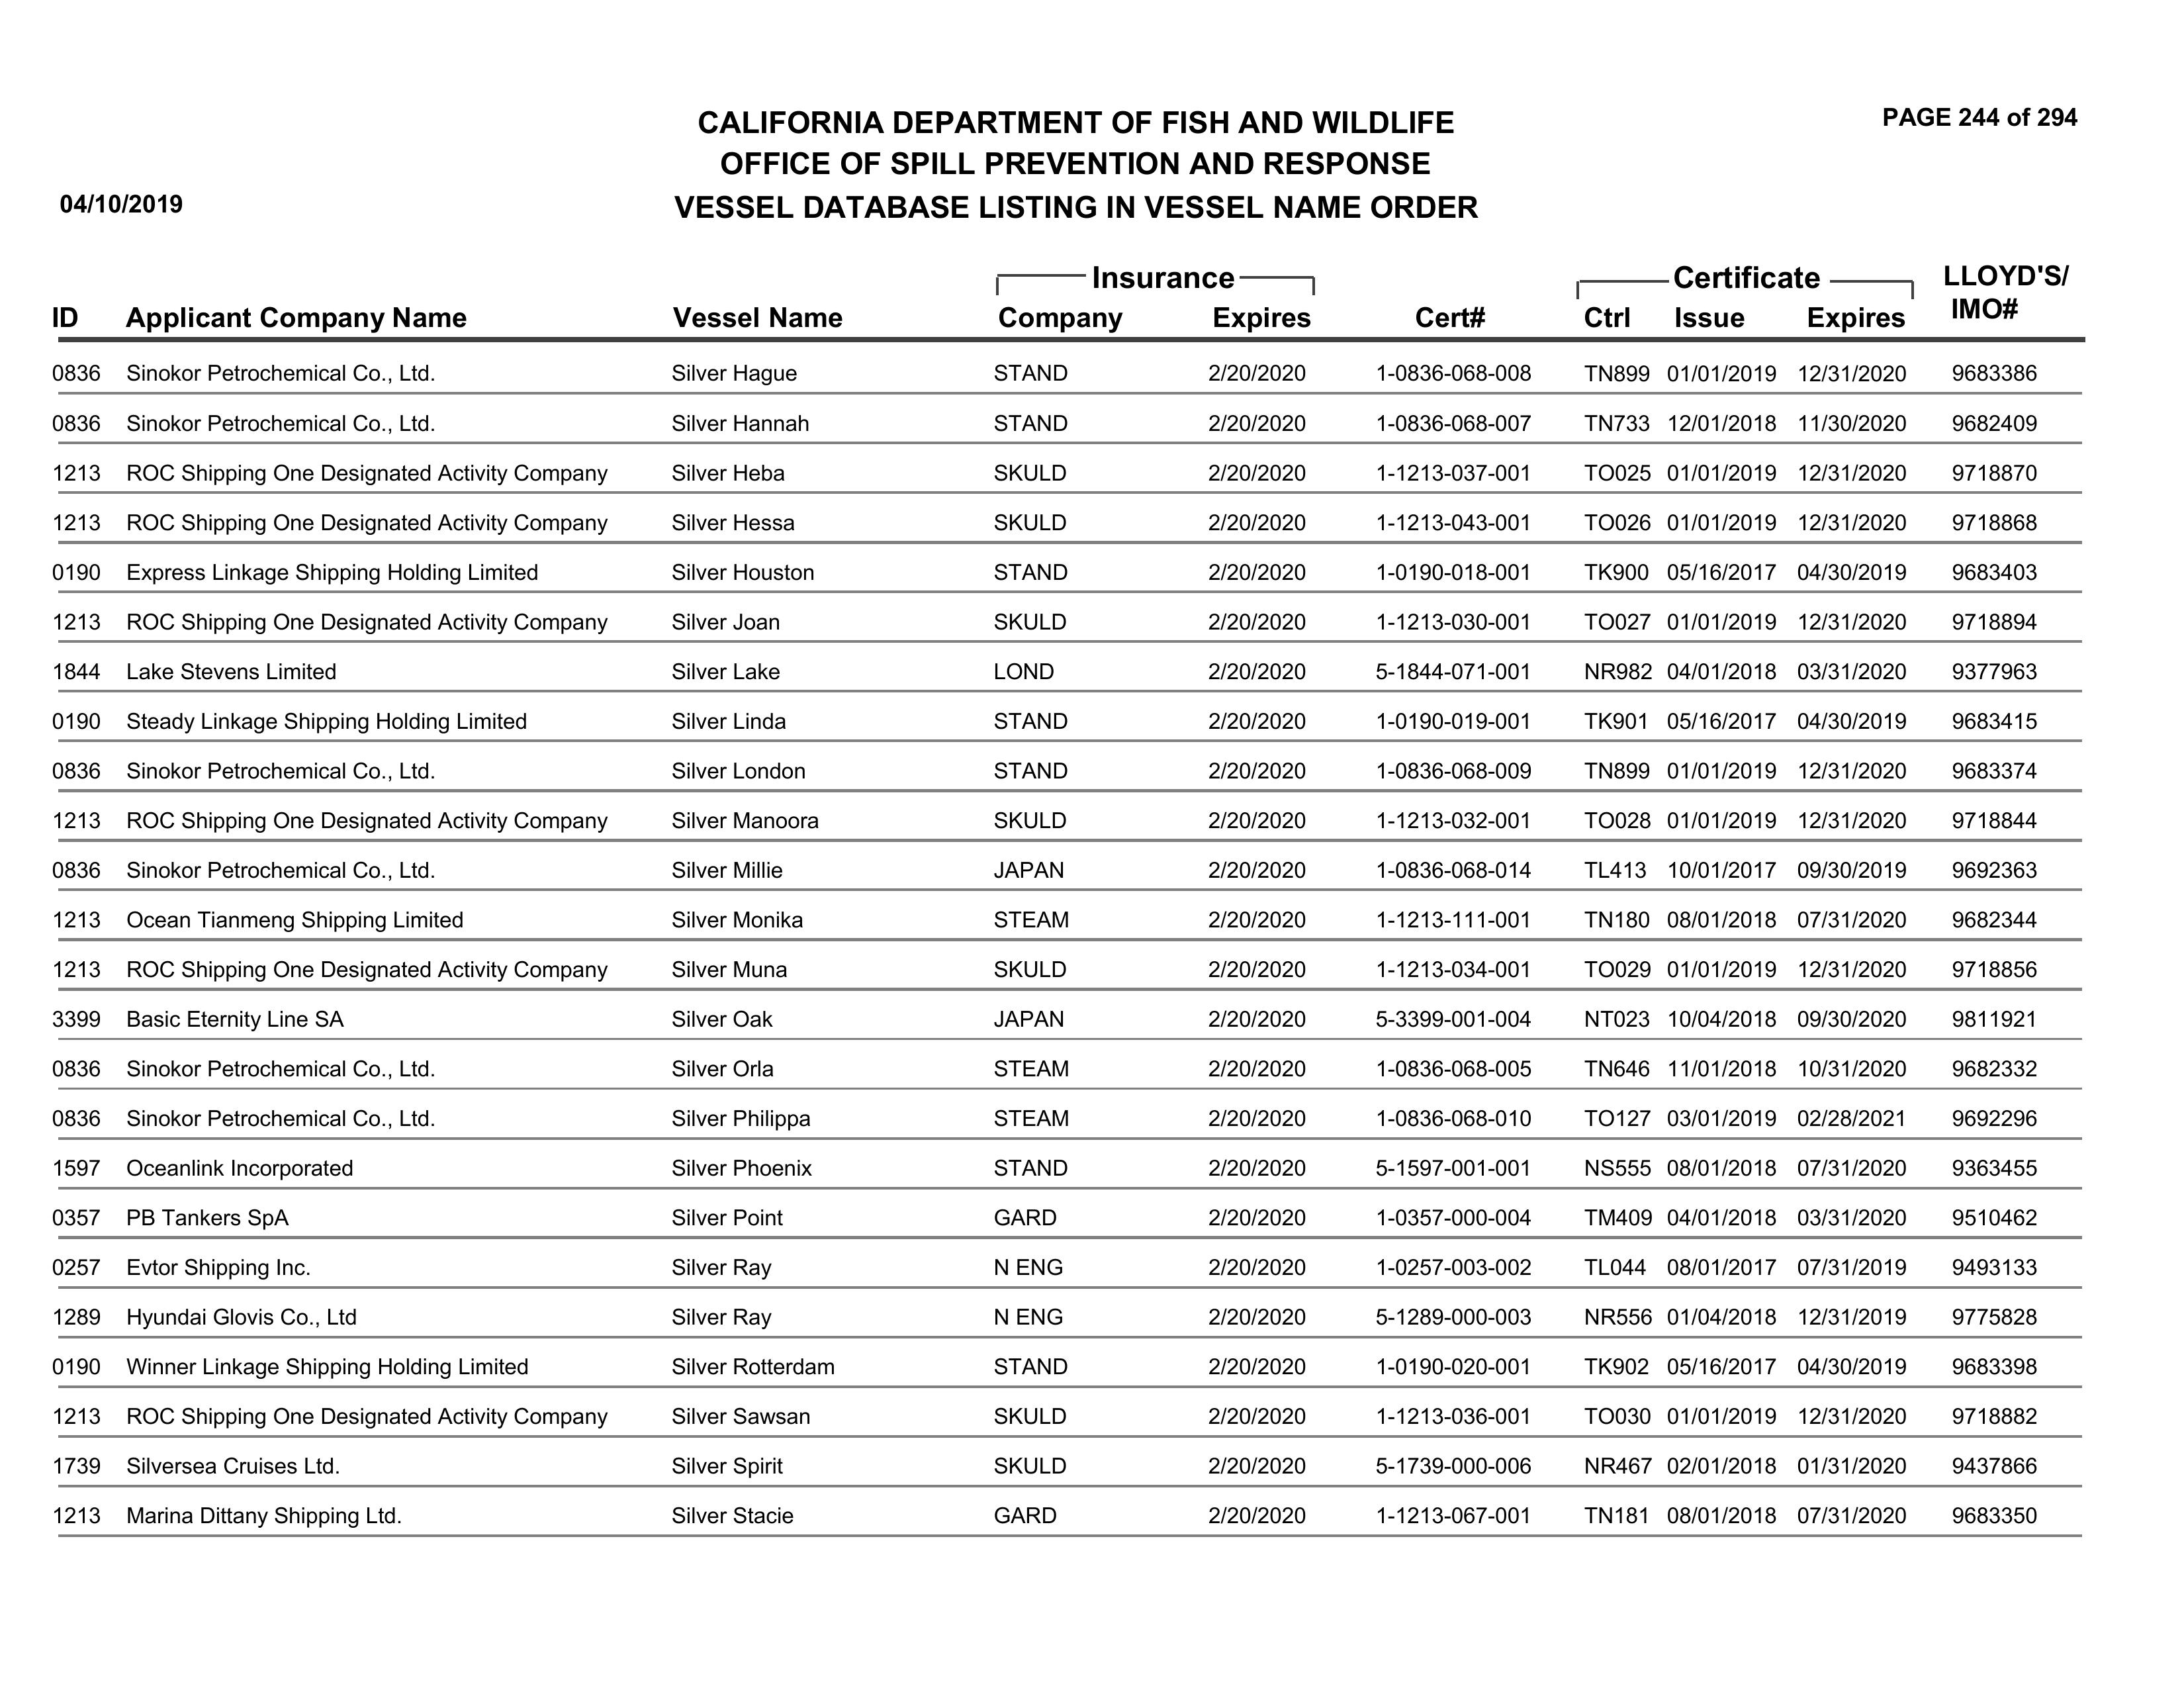 CALIFORNIA DEPARTMENT OF FISH AND WILDLIFE
PAGE 244 of 294
OFFICE OF SPILL PREVENTION AND RESPONSE
04/10/2019
VESSEL DATABASE LISTING IN VESSEL NAME ORDER
Insurance Certificate LLOYD'S/
ID Applicant Company Name Vessel Name Company Expires Cert# Ctrl Issue Expires IMO#
0836 Sinokor Petrochemical Co., Ltd. Silver Hague STAND 2/20/2020 1-0836-068-008 TN899 01/01/2019 12/31/2020 9683386
0836 Sinokor Petrochemical Co., Ltd. Silver Hannah STAND 2/20/2020 1-0836-068-007 TN733 12/01/2018 11/30/2020 9682409
1213 ROC Shipping One Designated Activity Company Silver Heba SKULD 2/20/2020 1-1213-037-001 TO025 01/01/2019 12/31/2020 9718870
1213 ROC Shipping One Designated Activity Company Silver Hessa SKULD 2/20/2020 1-1213-043-001 TO026 01/01/2019 12/31/2020 9718868
0190 Express Linkage Shipping Holding Limited Silver Houston STAND 2/20/2020 1-0190-018-001 TK900 05/16/2017 04/30/2019 9683403
1213 ROC Shipping One Designated Activity Company Silver Joan SKULD 2/20/2020 1-1213-030-001 TO027 01/01/2019 12/31/2020 9718894
1844 Lake Stevens Limited Silver Lake LOND 2/20/2020 5-1844-071-001 NR982 04/01/2018 03/31/2020 9377963
0190 Steady Linkage Shipping Holding Limited Silver Linda STAND 2/20/2020 1-0190-019-001 TK901 05/16/2017 04/30/2019 9683415
0836 Sinokor Petrochemical Co., Ltd. Silver London STAND 2/20/2020 1-0836-068-009 TN899 01/01/2019 12/31/2020 9683374
1213 ROC Shipping One Designated Activity Company Silver Manoora SKULD 2/20/2020 1-1213-032-001 TO028 01/01/2019 12/31/2020 9718844
0836 Sinokor Petrochemical Co., Ltd. Silver Millie JAPAN 2/20/2020 1-0836-068-014 TL413 10/01/2017 09/30/2019 9692363
1213 Ocean Tianmeng Shipping Limited Silver Monika STEAM 2/20/2020 1-1213-111-001 TN180 08/01/2018 07/31/2020 9682344
1213 ROC Shipping One Designated Activity Company Silver Muna SKULD 2/20/2020 1-1213-034-001 TO029 01/01/2019 12/31/2020 9718856
3399 Basic Eternity Line SA Silver Oak JAPAN 2/20/2020 5-3399-001-004 NT023 10/04/2018 09/30/2020 9811921
0836 Sinokor Petrochemical Co., Ltd. Silver Orla STEAM 2/20/2020 1-0836-068-005 TN646 11/01/2018 10/31/2020 9682332
0836 Sinokor Petrochemical Co., Ltd. Silver Philippa STEAM 2/20/2020 1-0836-068-010 TO127 03/01/2019 02/28/2021 9692296
1597 Oceanlink Incorporated Silver Phoenix STAND 2/20/2020 5-1597-001-001 NS555 08/01/2018 07/31/2020 9363455
0357 PB Tankers SpA Silver Point GARD 2/20/2020 1-0357-000-004 TM409 04/01/2018 03/31/2020 9510462
0257 Evtor Shipping Inc. Silver Ray N ENG 2/20/2020 1-0257-003-002 TL044 08/01/2017 07/31/2019 9493133
1289 Hyundai Glovis Co., Ltd Silver Ray N ENG 2/20/2020 5-1289-000-003 NR556 01/04/2018 12/31/2019 9775828
0190 Winner Linkage Shipping Holding Limited Silver Rotterdam STAND 2/20/2020 1-0190-020-001 TK902 05/16/2017 04/30/2019 9683398
1213 ROC Shipping One Designated Activity Company Silver Sawsan SKULD 2/20/2020 1-1213-036-001 TO030 01/01/2019 12/31/2020 9718882
1739 Silversea Cruises Ltd. Silver Spirit SKULD 2/20/2020 5-1739-000-006 NR467 02/01/2018 01/31/2020 9437866
1213 Marina Dittany Shipping Ltd. Silver Stacie GARD 2/20/2020 1-1213-067-001 TN181 08/01/2018 07/31/2020 9683350